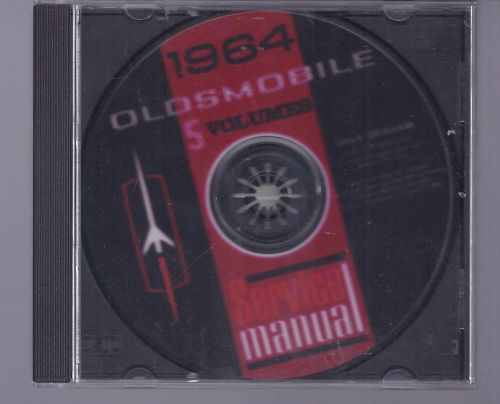 1964
OLDSMOBILE
5 VOLUMES
Service
manual